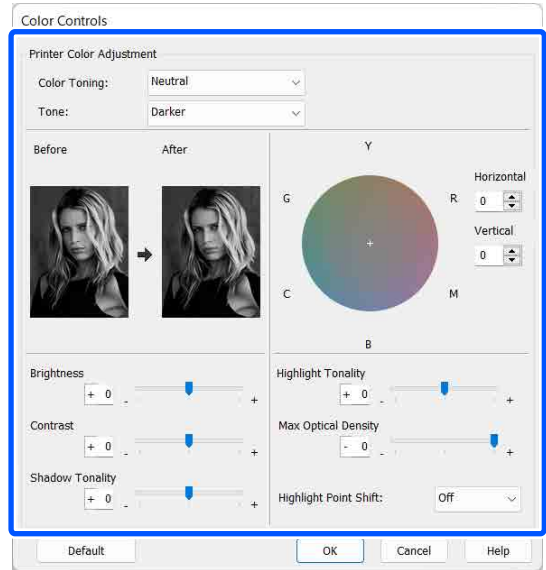 Color Controls
Printer Color Adjustment
Color Toning: Neutral
Tone: Darker
Before After
Y
G R
C M
B
Horizontal
0
Vertical
0
Brightness
+ 0
- +
Contrast
+ 0
- +
Shadow Tonality
+ 0
- +
Highlight Tonality
+ 0
- +
Max Optical Density
- 0
- +
Highlight Point Shift: Off
Default OK Cancel Help